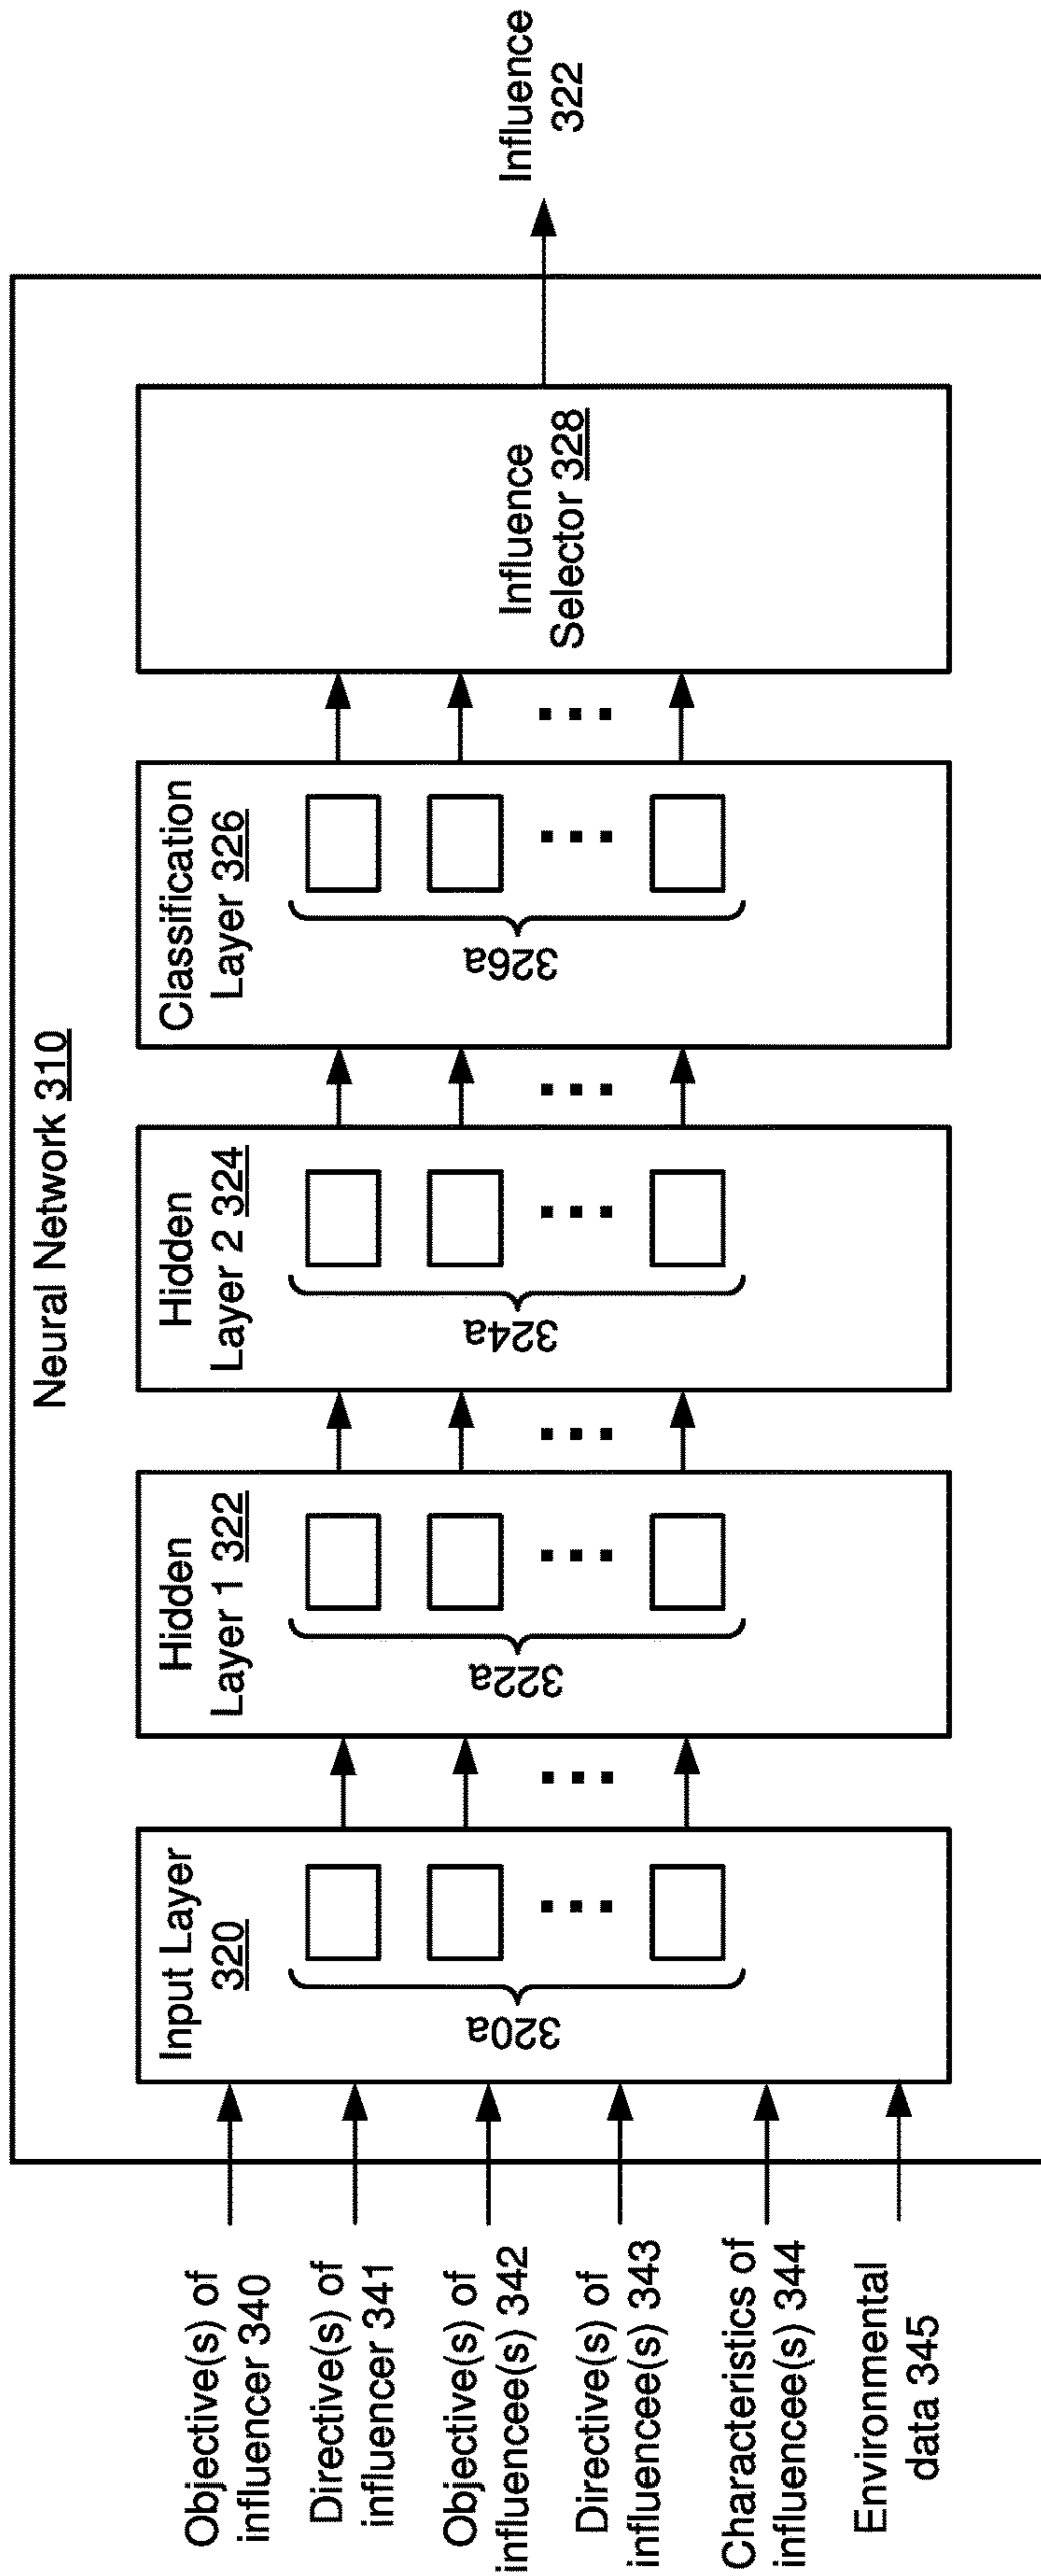 Neural Network 310
Objective(s) of
influencer 340
Directive(s) of
influencer 341
Objective(s) of
influencee(s) 342
Directive(s) of
influencee(s) 343
Characteristics of
influencee(s) 344
Environmental
data 345
Input Layer
320
320a
Hidden
Layer 1 322
322a
Hidden
Layer 2 324
324a
Classification
Layer 326
326a
Influence
Selector 328
Influence
322